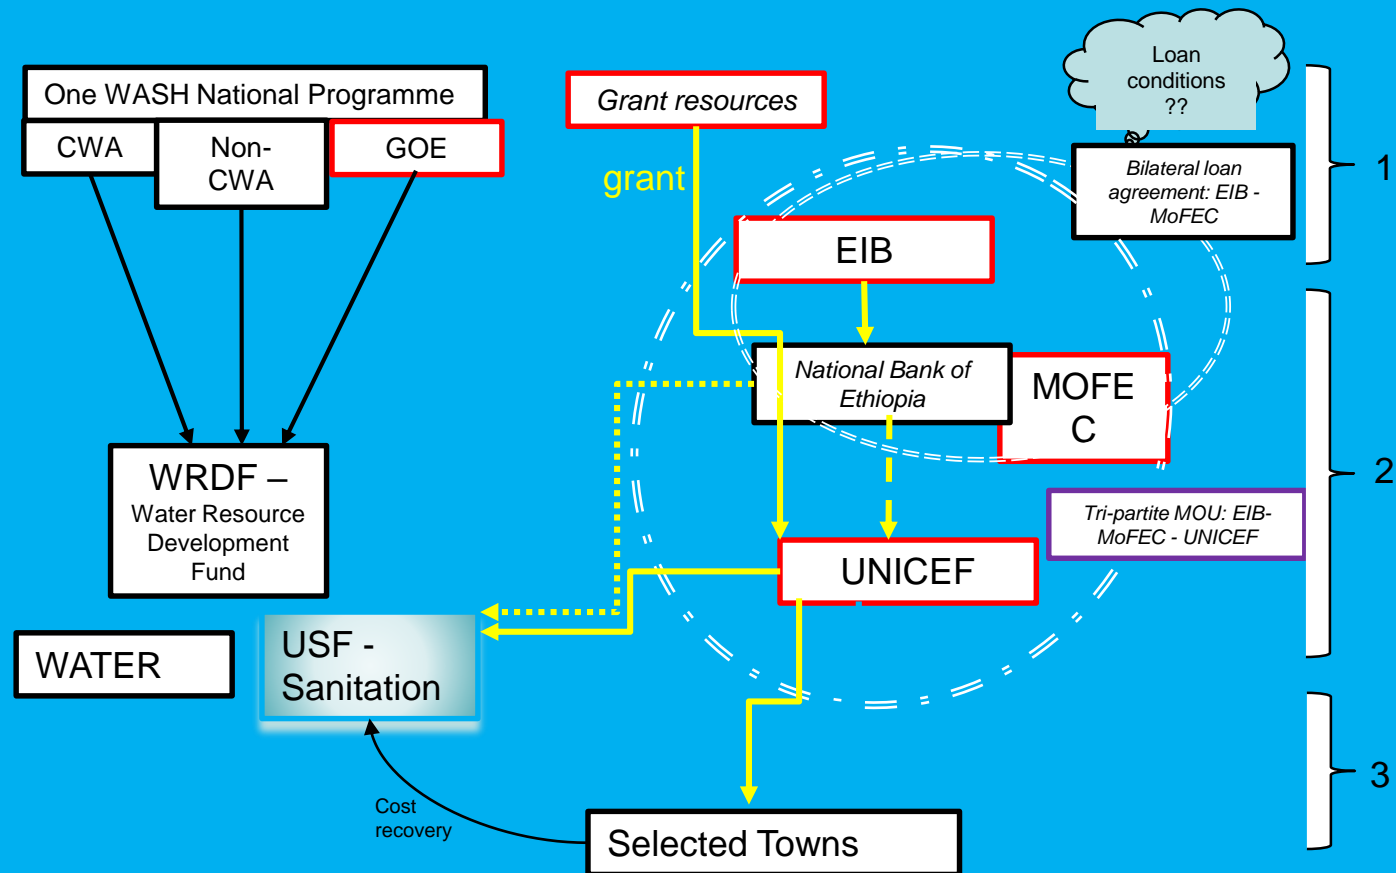 One WASH National Programme
CWA
Non-
CWA
GOE
WRDF –
Water Resource
Development
Fund
WATER
USF -
Sanitation
Cost
recovery
Grant resources
grant
EIB
National Bank of
Ethiopia
MOFE
C
UNICEF
Selected Towns
Loan
conditions
??
Bilateral loan
agreement: EIB -
MoFEC
Tri-partite MOU: EIB-
MoFEC - UNICEF
1
2
3